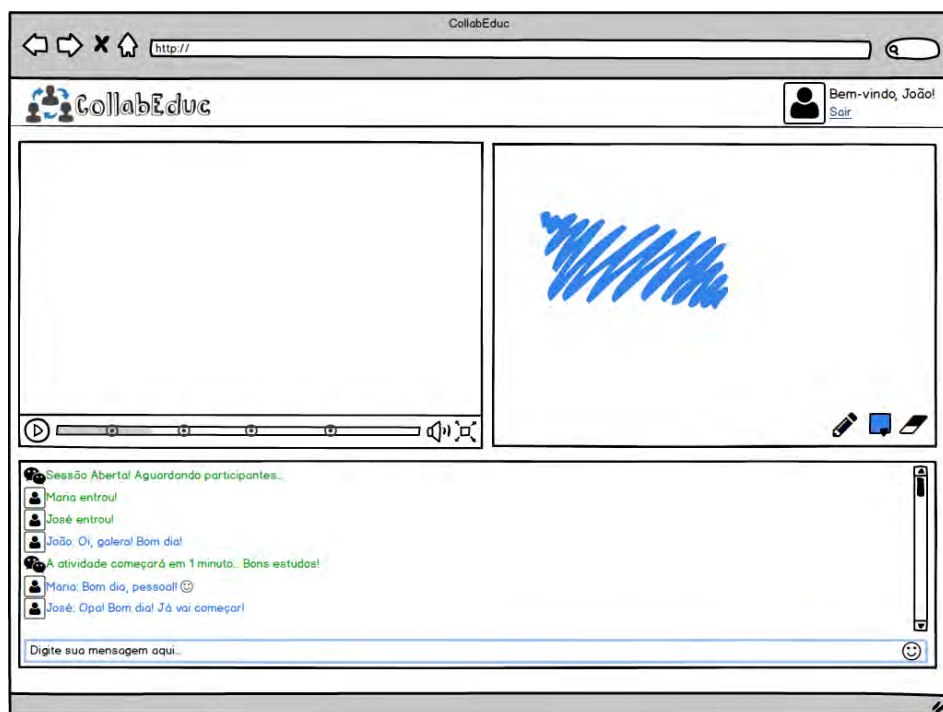 CollabEduc
http://
CollabEduc
Bem-vindo, João!
Sair
Sessão Aberta! Aguardando participantes...
Maria entrou!
José entrou!
João: Oi, galera! Bom dia!
A atividade começará em 1 minuto... Bons estudos!
Maria: Bom dia, pessoal!
José: Opa! Bom dia! Já vai começar!
Digite sua mensagem aqui...